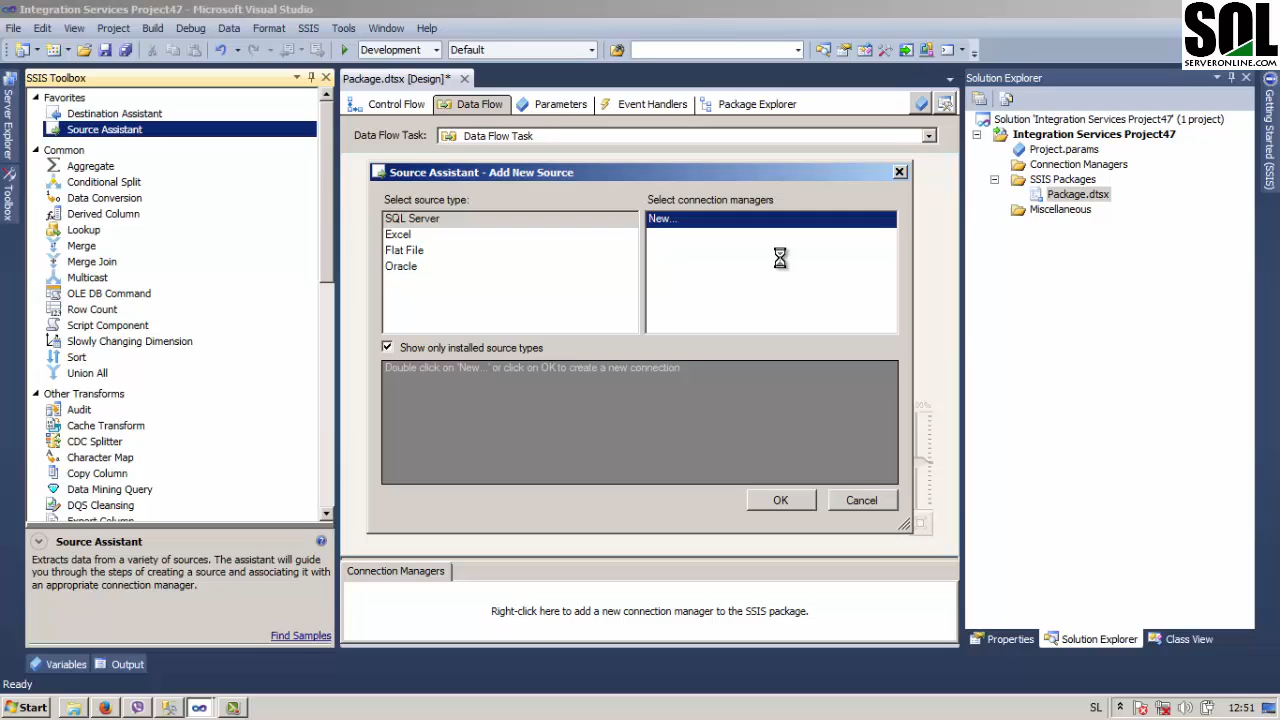 Integration Services Project47 - Microsoft Visual Studio
SQL
SERVERONLINE.COM
File Edit View Project Build Debug Data Format SSIS Tools Window Help
Development Default
SSIS Toolbox
Favorites
Destination Assistant
Source Assistant
Common
Aggregate
Conditional Split
Data Conversion
Derived Column
Lookup
Merge
Merge Join
Multicast
OLE DB Command
Row Count
Script Component
Slowly Changing Dimension
Sort
Union All
Other Transforms
Audit
Cache Transform
CDC Splitter
Character Map
Copy Column
Data Mining Query
DQS Cleansing
Export Column
Source Assistant
Extracts data from a variety of sources. The assistant will guide
you through the steps of creating a source and associating it with
an appropriate connection manager.
Find Samples
Server Explorer
Toolbox
Package.dtsx [Design]*
Control Flow Data Flow Parameters Event Handlers Package Explorer
Data Flow Task: Data Flow Task
Source Assistant - Add New Source
Select source type:
SQL Server
Excel
Flat File
Oracle
Select connection managers
New...
Show only installed source types
Double click on 'New...' or click on OK to create a new connection
OK Cancel
Connection Managers
Right-click here to add a new connection manager to the SSIS package.
Solution Explorer
Solution 'Integration Services Project47' (1 project)
Integration Services Project47
Project.params
Connection Managers
SSIS Packages
Package.dtsx
Miscellaneous
Properties Solution Explorer Class View
Getting Started (SSIS)
Variables Output
Ready
Start SL 12:51